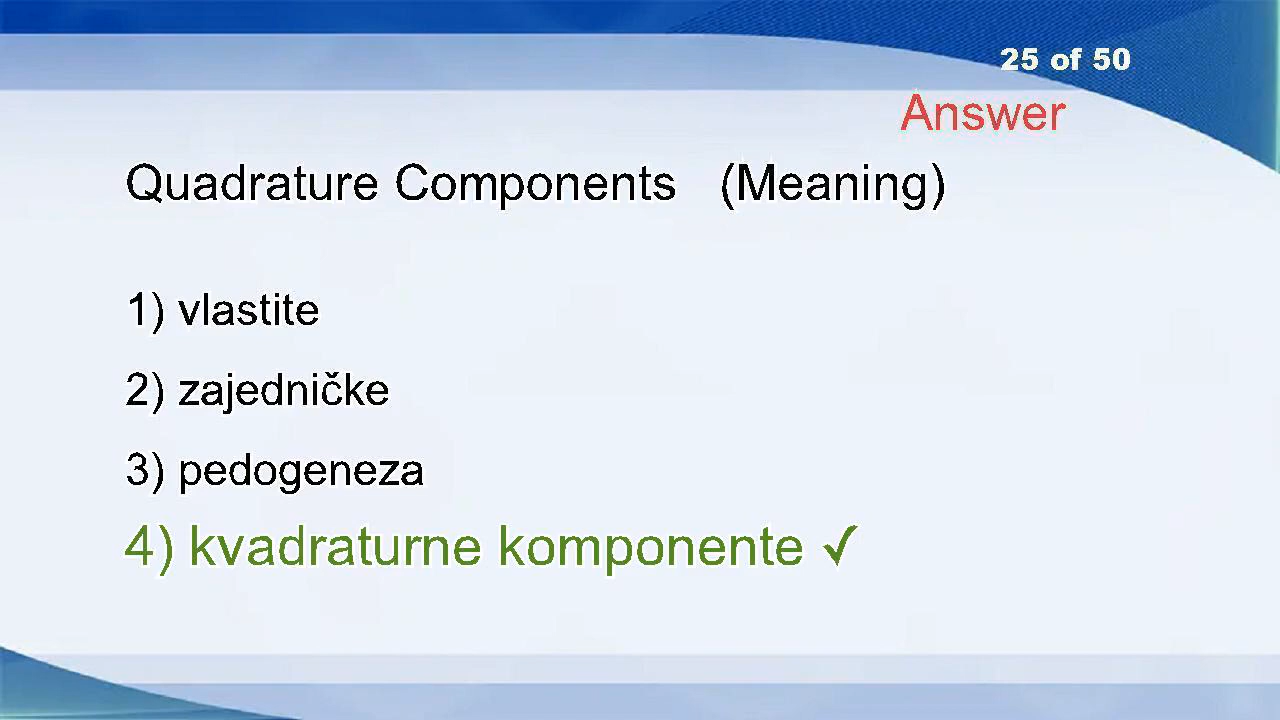 25 of 50
Answer
Quadrature Components (Meaning)
1) vlastite
2) zajedničke
3) pedogeneza
4) kvadraturne komponente ✓